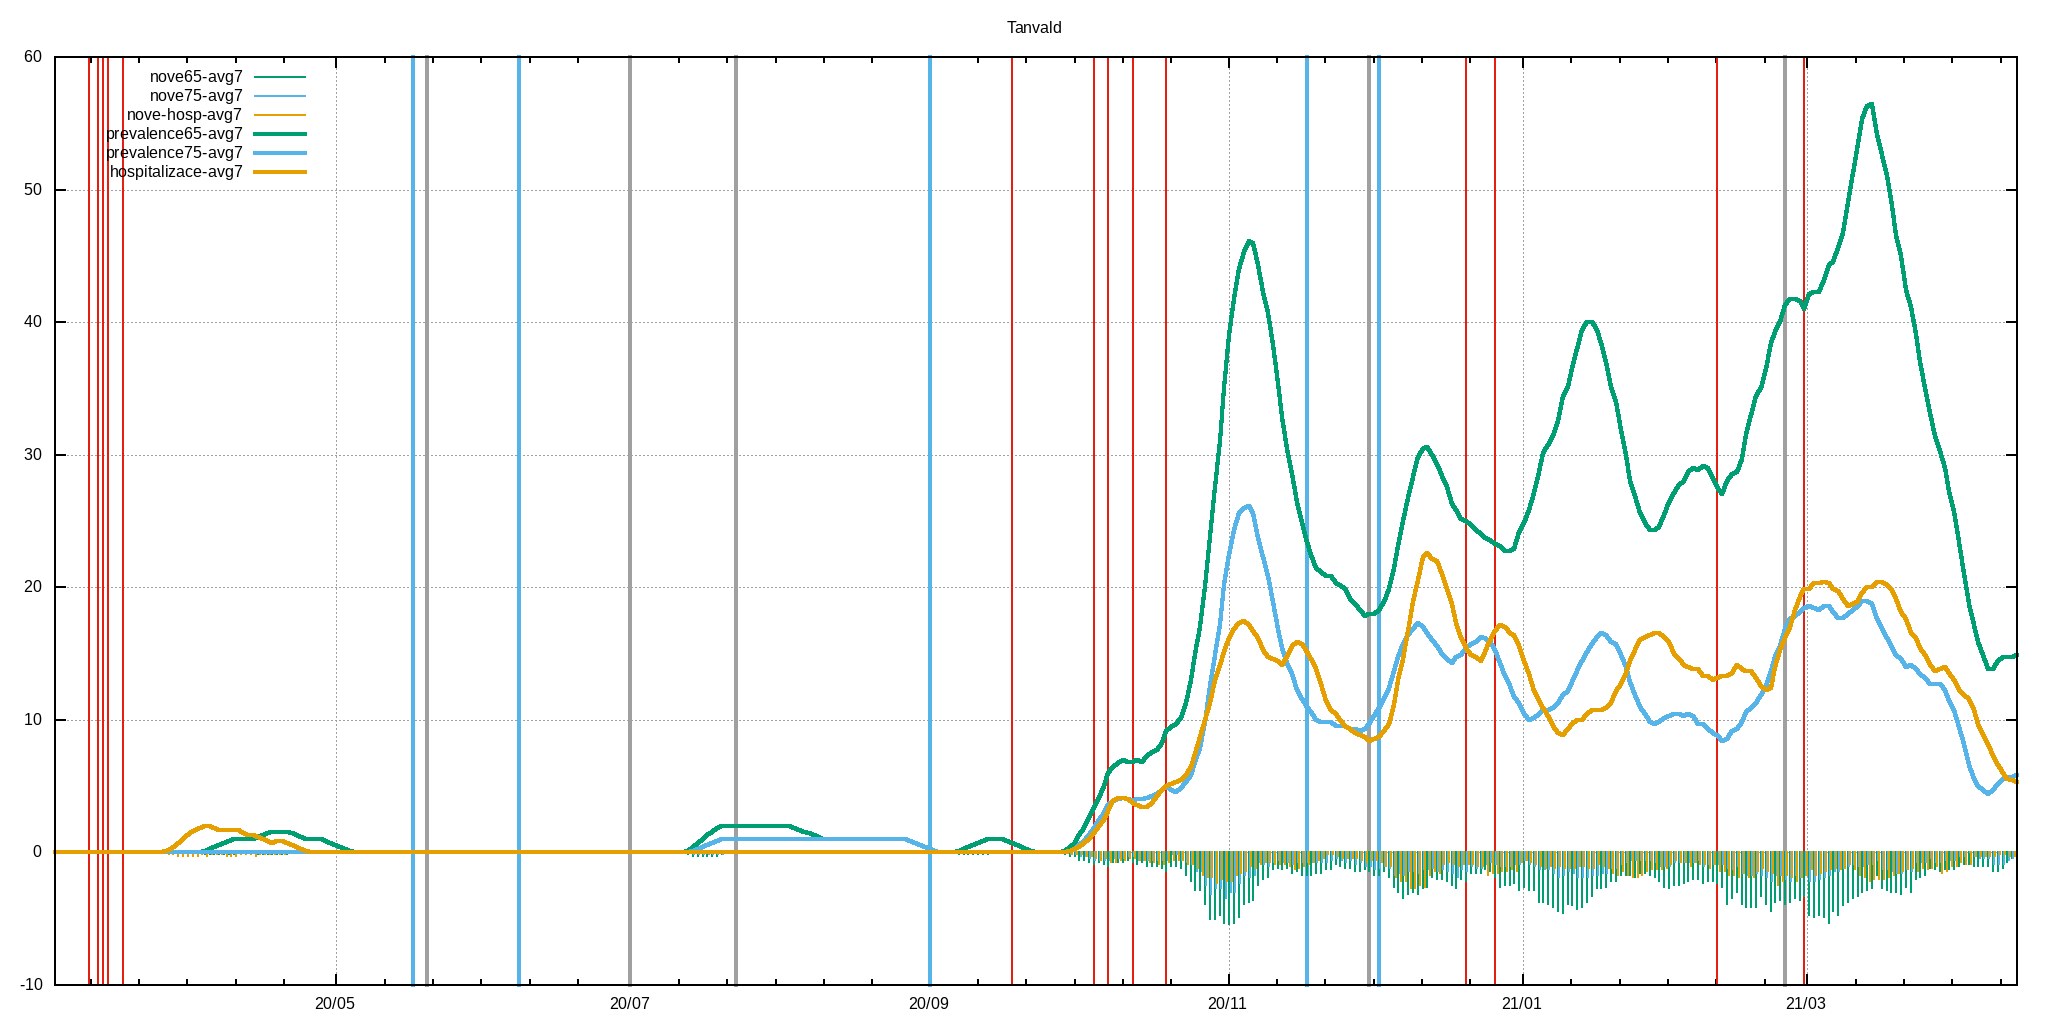 Tanvald
60
nove65-avg7
nove75-avg7
nove-hosp-avg7
prevalence65-avg7
prevalence75-avg7
hospitalizace-avg7
50
40
30
20
10
0
-10
20/05 20/07 20/09 20/11 21/01 21/03